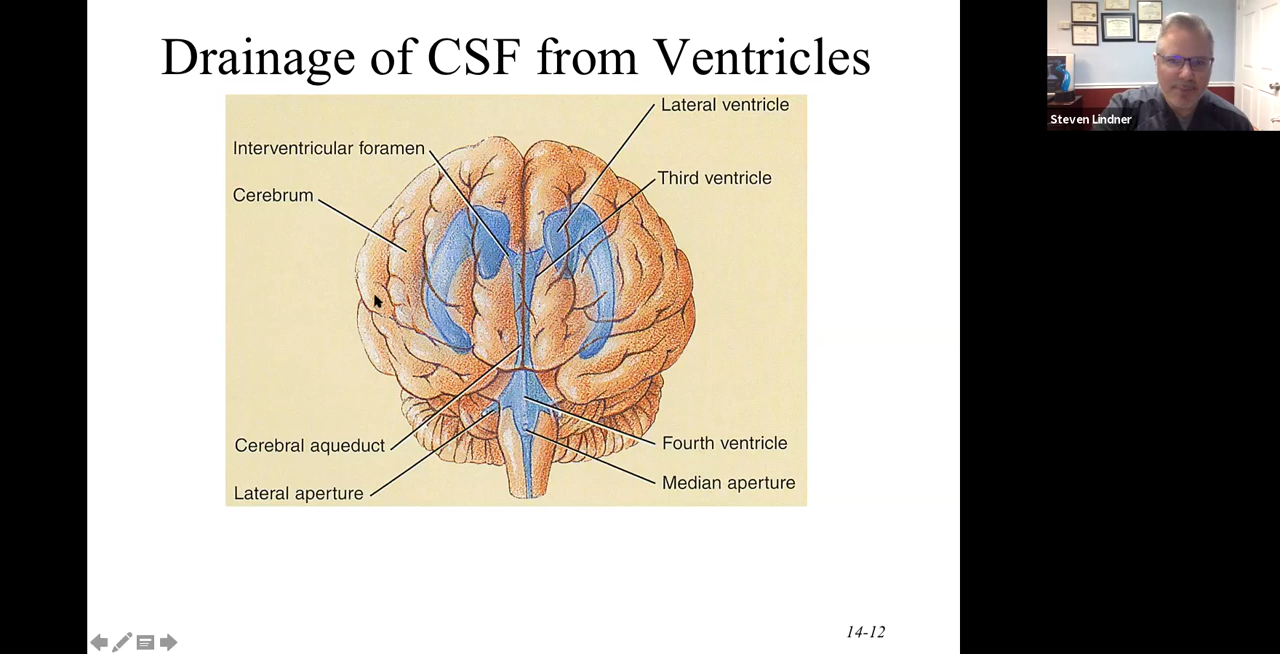 Drainage of CSF from Ventricles
Lateral ventricle
Interventricular foramen
Third ventricle
Cerebrum
Cerebral aqueduct
Fourth ventricle
Lateral aperture
Median aperture
14-12
Steven Lindner